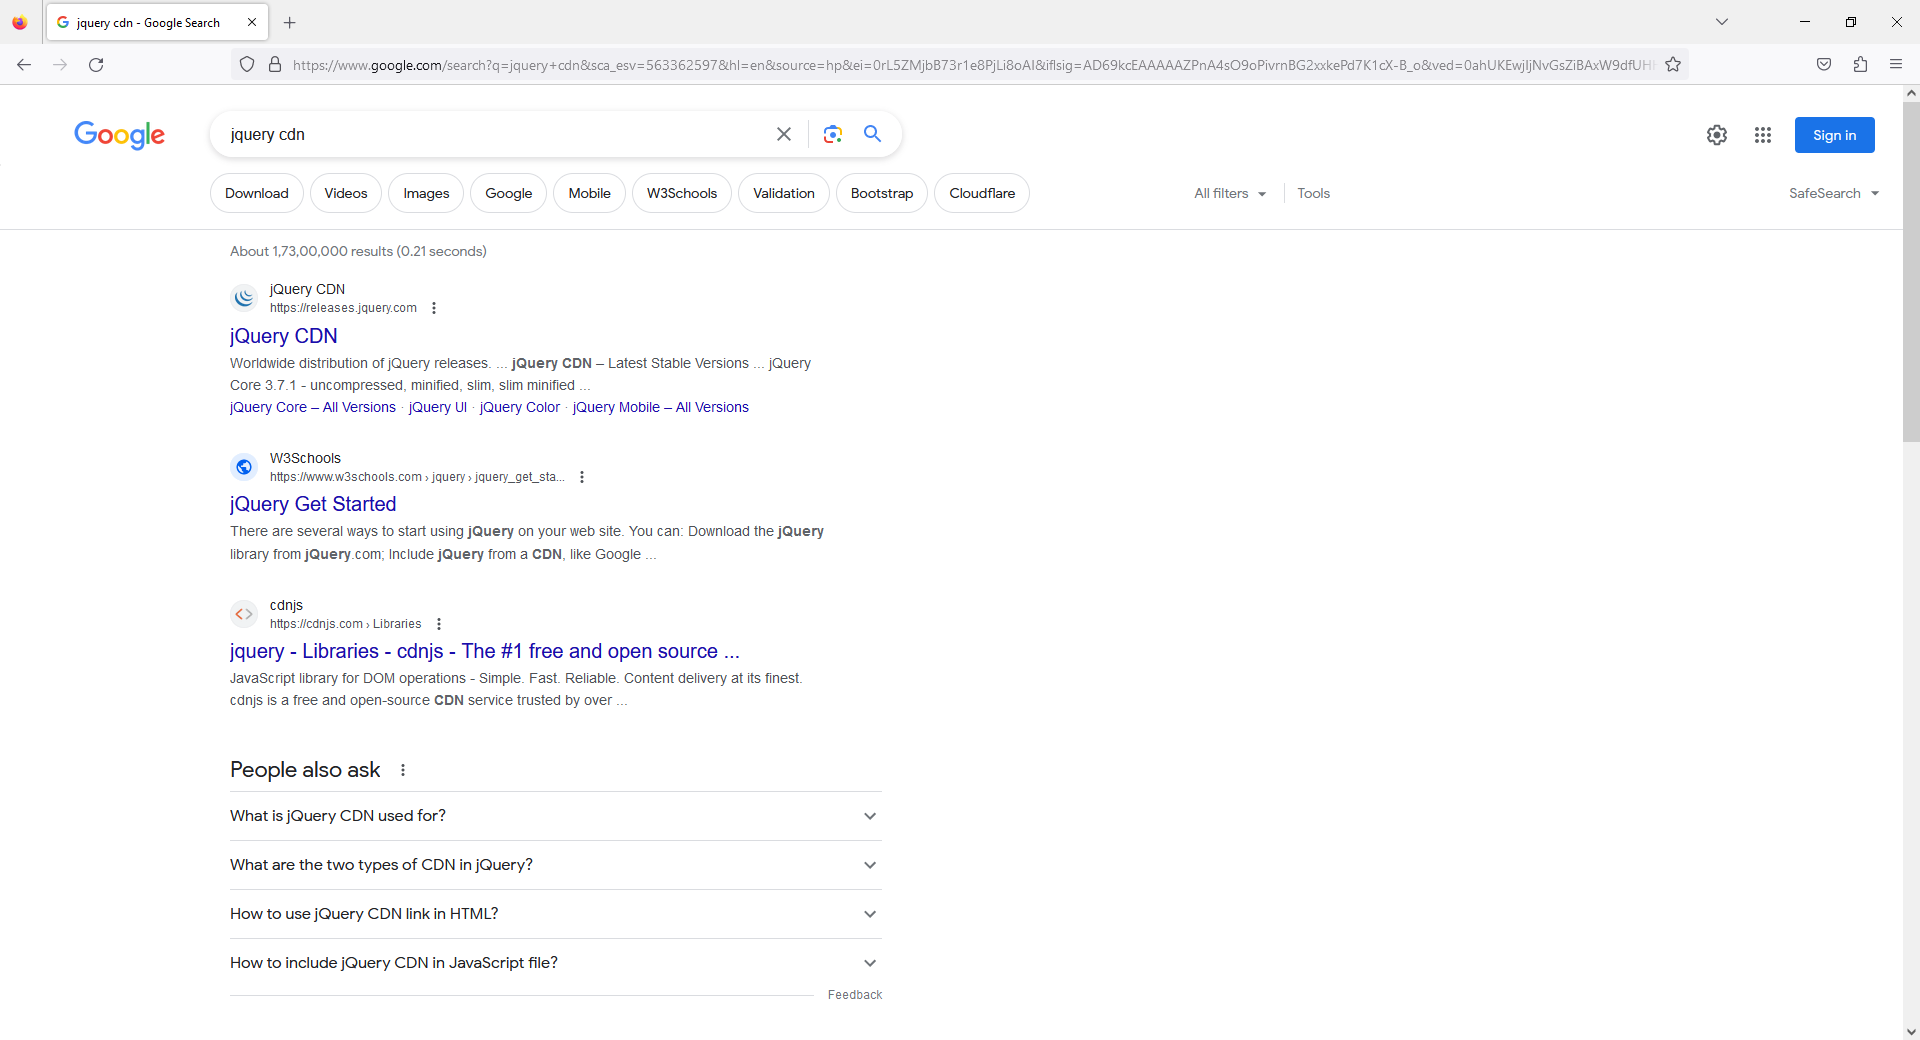 jquery cdn - Google Search
https://www.google.com/search?q=jquery+cdn&sca_esv=563362597&hl=en&source=hp&ei=0rL5ZMjbB73r1e8PjLi8oAI&iflsig=AD69kcEAAAAAZPnA4sO9oPivrnBG2xxkePd7K1cX-B_o&ved=0ahUKEwjIjNvGsZiBAxW9dfUH
Google
jquery cdn
Sign in
Download
Videos
Images
Google
Mobile
W3Schools
Validation
Bootstrap
Cloudflare
All filters
Tools
SafeSearch
About 1,73,00,000 results (0.21 seconds)
jQuery CDN
https://releases.jquery.com
jQuery CDN
Worldwide distribution of jQuery releases. ... jQuery CDN – Latest Stable Versions ... jQuery
Core 3.7.1 - uncompressed, minified, slim, slim minified ...
jQuery Core – All Versions · jQuery UI · jQuery Color · jQuery Mobile – All Versions
W3Schools
https://www.w3schools.com › jquery › jquery_get_sta...
jQuery Get Started
There are several ways to start using jQuery on your web site. You can: Download the jQuery
library from jQuery.com; Include jQuery from a CDN, like Google ...
cdnjs
https://cdnjs.com › Libraries
jquery - Libraries - cdnjs - The #1 free and open source ...
JavaScript library for DOM operations - Simple. Fast. Reliable. Content delivery at its finest.
cdnjs is a free and open-source CDN service trusted by over ...
People also ask
What is jQuery CDN used for?
What are the two types of CDN in jQuery?
How to use jQuery CDN link in HTML?
How to include jQuery CDN in JavaScript file?
Feedback